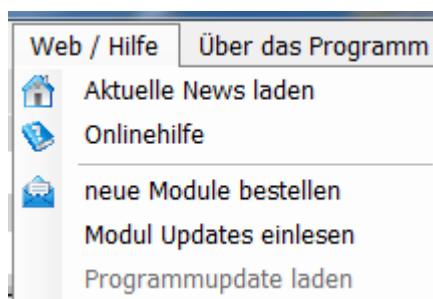 Web / Hilfe Über das Programm
Aktuelle News laden
Onlinehilfe
neue Module bestellen
Modul Updates einlesen
Programmupdate laden